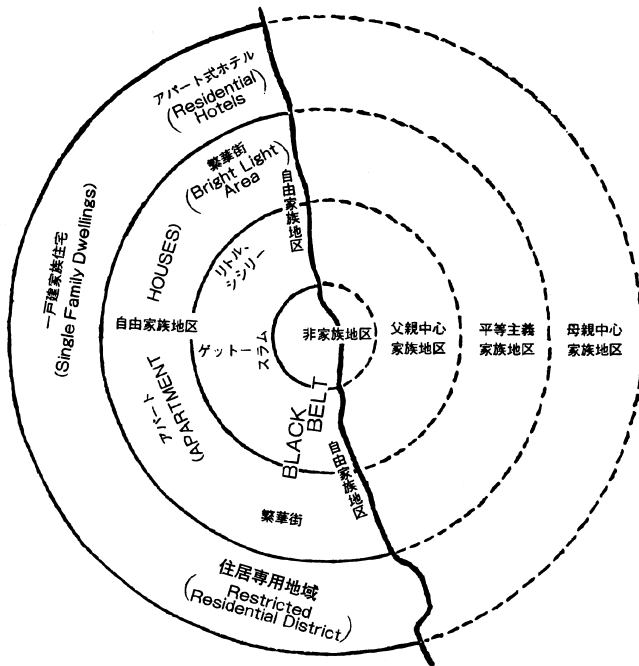 アパート式ホテル
(Residential
Hotels)
繁華街
(Bright Light
Area)
自由家族地区
一戸建家族住宅
(Single Family Dwellings)
リトル、
シシリー
自由家族地区
ゲットー
スラム
非家族地区
父親中心
家族地区
平等主義
家族地区
母親中心
家族地区
アパート
(APARTMENT HOUSES)
BLACK
BELT
自由家族地区
繁華街
住居専用地域
(Restricted
Residential District)